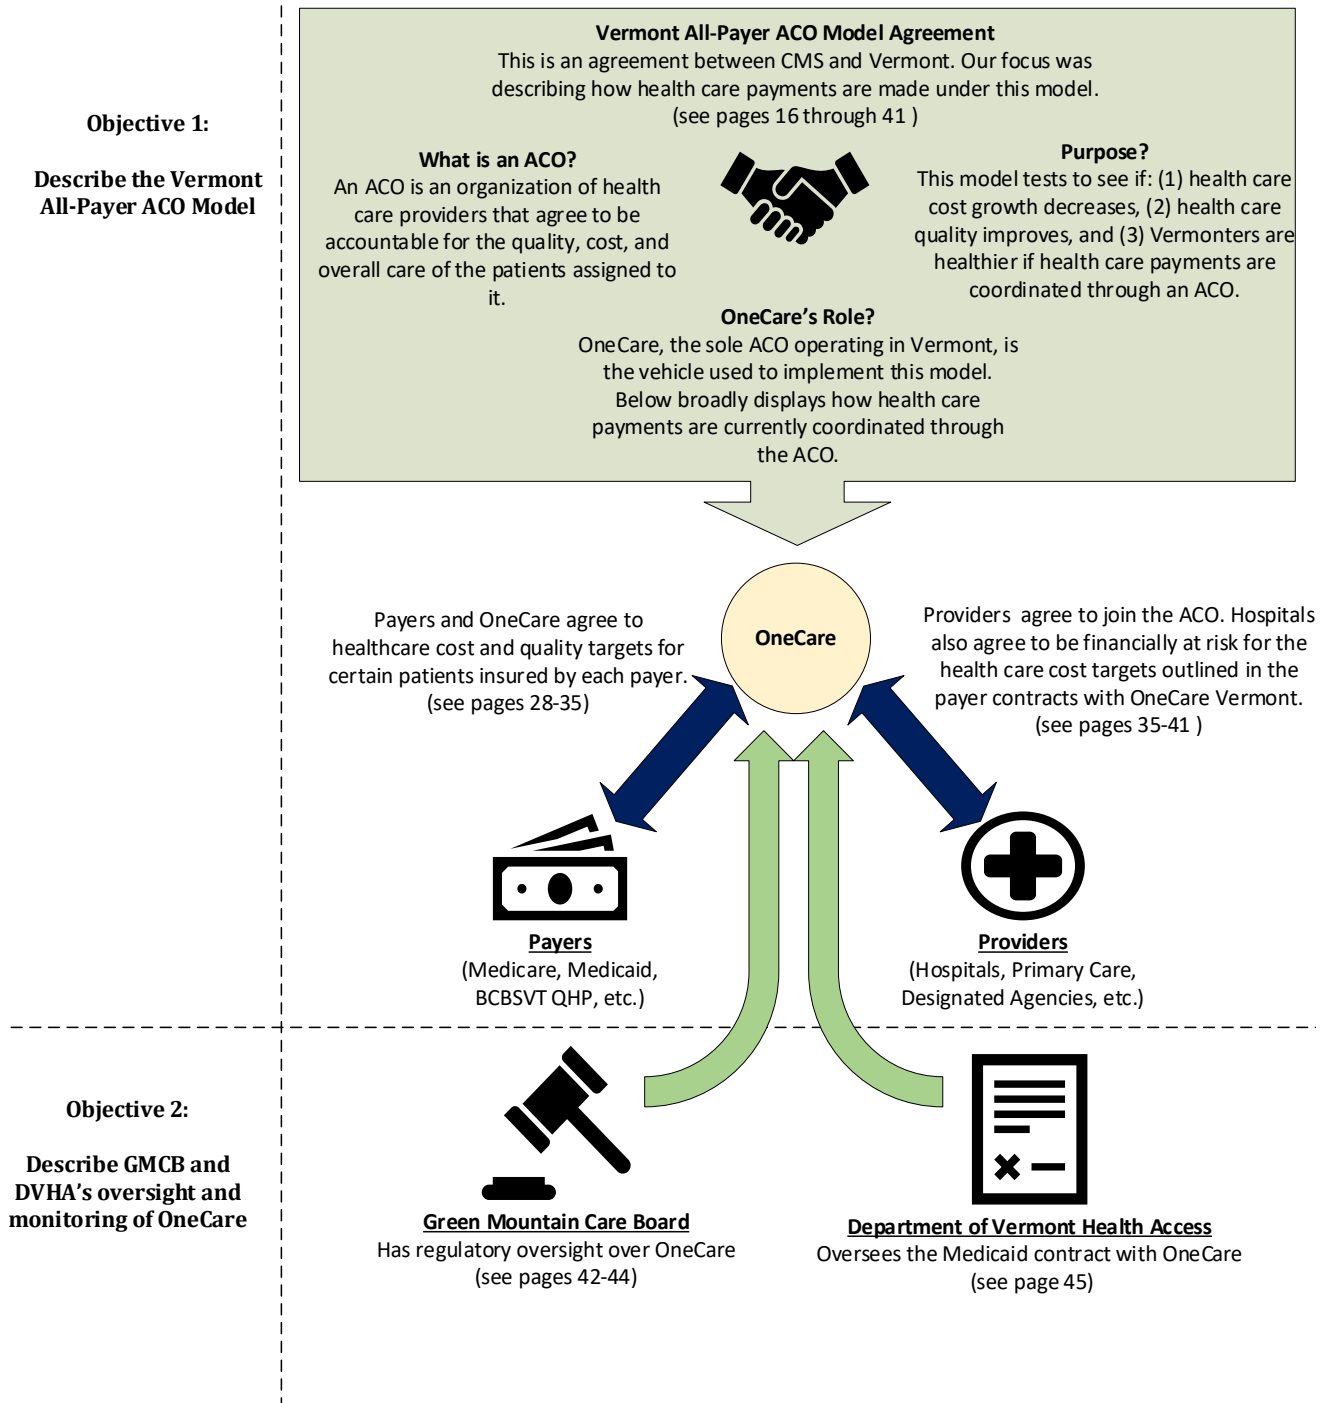 Vermont All-Payer ACO Model Agreement
This is an agreement between CMS and Vermont. Our focus was
describing how health care payments are made under this model.
(see pages 16 through 41 )
Objective 1:
Describe the Vermont
All-Payer ACO Model
What is an ACO?
An ACO is an organization of health
care providers that agree to be
accountable for the quality, cost, and
overall care of the patients assigned to
it.
Purpose?
This model tests to see if: (1) health care
cost growth decreases, (2) health care
quality improves, and (3) Vermonters are
healthier if health care payments are
coordinated through an ACO.
OneCare’s Role?
OneCare, the sole ACO operating in Vermont, is
the vehicle used to implement this model.
Below broadly displays how health care
payments are currently coordinated through
the ACO.
Payers and OneCare agree to
healthcare cost and quality targets for
certain patients insured by each payer.
(see pages 28-35)
OneCare
Providers agree to join the ACO. Hospitals
also agree to be financially at risk for the
health care cost targets outlined in the
payer contracts with OneCare Vermont.
(see pages 35-41 )
Payers
(Medicare, Medicaid,
BCBSVT QHP, etc.)
Providers
(Hospitals, Primary Care,
Designated Agencies, etc.)
Objective 2:
Describe GMCB and
DVHA’s oversight and
monitoring of OneCare
Green Mountain Care Board
Has regulatory oversight over OneCare
(see pages 42-44)
Department of Vermont Health Access
Oversees the Medicaid contract with OneCare
(see page 45)